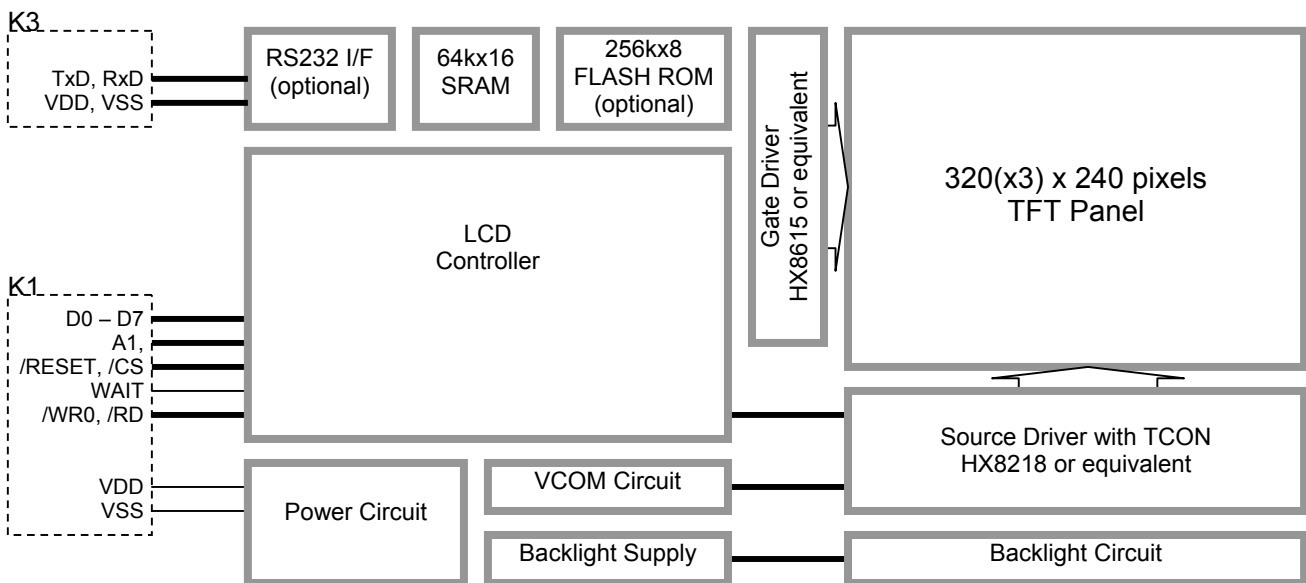 K3
TxD, RxD
VDD, VSS
RS232 I/F
(optional)
64kx16
SRAM
256kx8
FLASH ROM
(optional)
Gate Driver
HX8615 or equivalent
320(x3) x 240 pixels
TFT Panel
LCD
Controller
K1
D0 – D7
A1,
/RESET, /CS
WAIT
/WR0, /RD
VDD
VSS
Power Circuit
VCOM Circuit
Backlight Supply
Source Driver with TCON
HX8218 or equivalent
Backlight Circuit